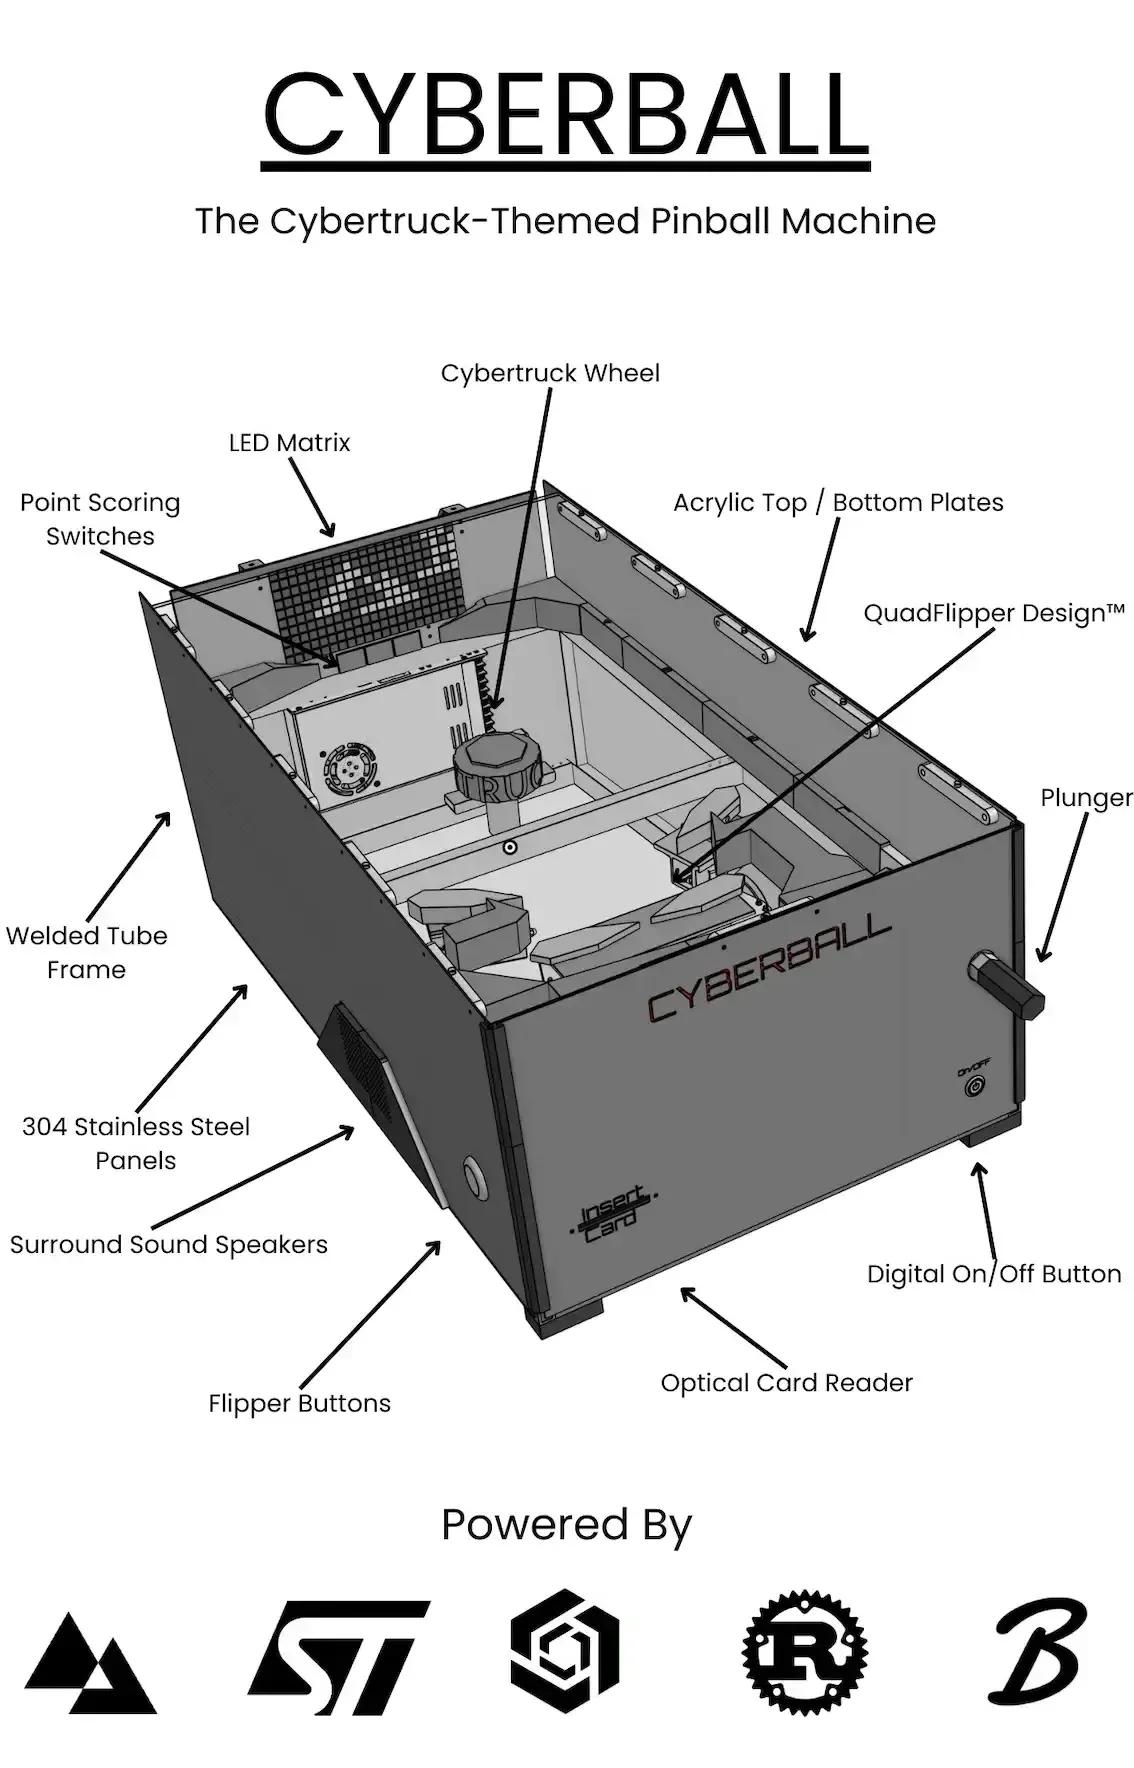 CYBERBALL
The Cybertruck-Themed Pinball Machine
Cybertruck Wheel
LED Matrix
Point Scoring
Switches
Acrylic Top / Bottom Plates
QuadFlipper Design™
Plunger
Welded Tube
Frame
CYBERBALL
On/Off
304 Stainless Steel
Panels
Insert
Card
Surround Sound Speakers
Digital On/Off Button
Optical Card Reader
Flipper Buttons
Powered By
ST
R
B